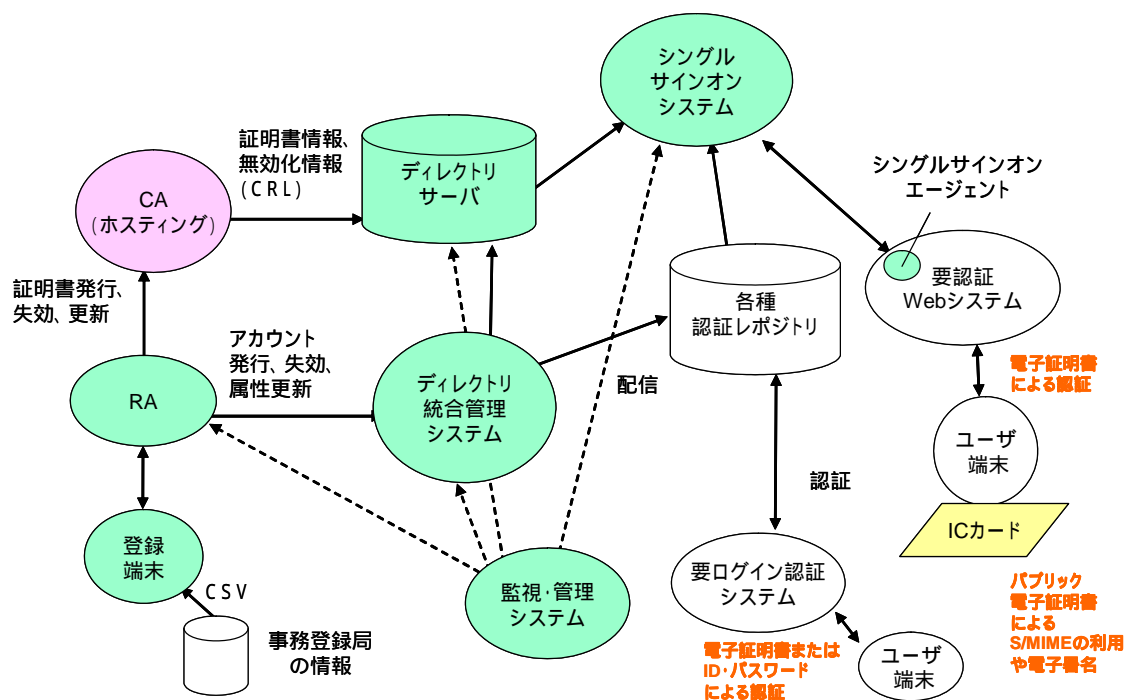 シングル
サインオン
システム
証明書情報、
無効化情報
(CRL)
ディレクトリ
サーバ
シングルサインオン
エージェント
CA
(ホスティング)
要認証
Webシステム
証明書発行、
失効、更新
各種
認証レポジトリ
アカウント
発行、失効、
属性更新
電子証明書
による認証
RA
ディレクトリ
統合管理
システム
配信
ユーザ
端末
認証
ICカード
登録
端末
要ログイン認証
システム
CSV
監視・管理
システム
パブリック
電子証明書
による
S/MIMEの利用
や電子署名
事務登録局
の情報
電子証明書または
ID・パスワード
による認証
ユーザ
端末